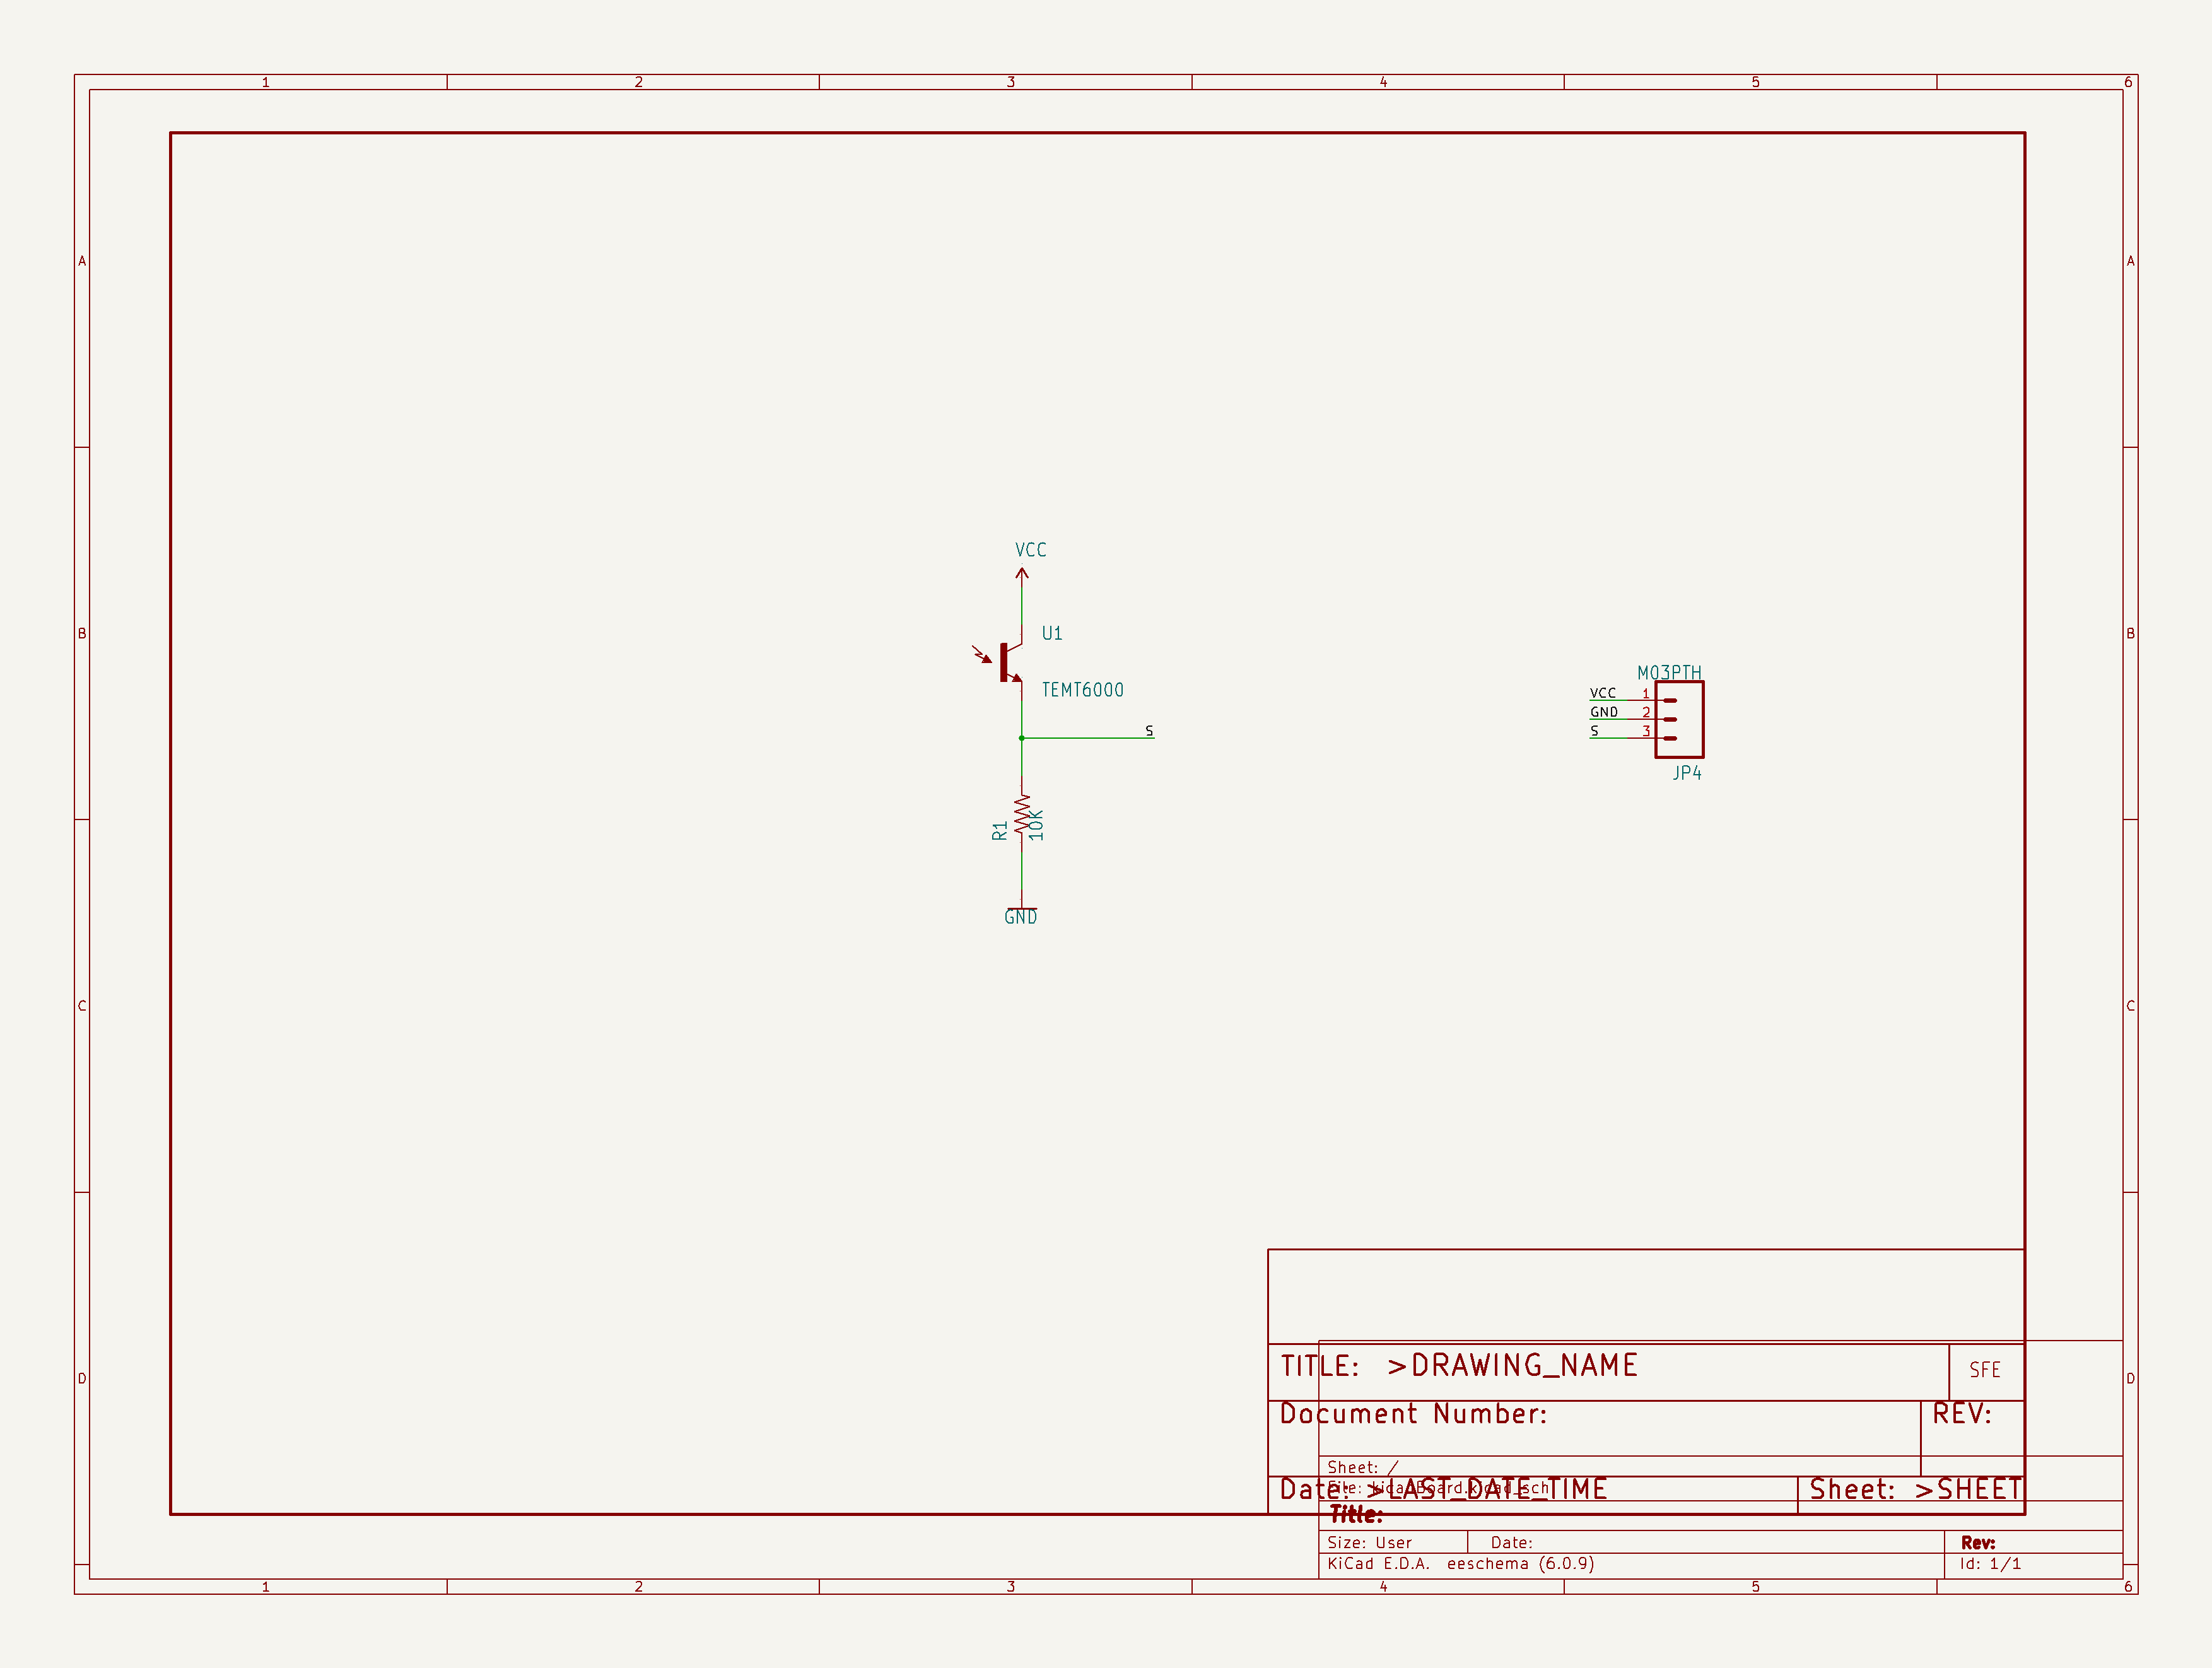 1 2 3 4 5 6
A A
VCC
B U1 B
TEMT6000
M03PTH
VCC 1
GND 2
S 3
S
JP4
R1 10K
GND
C C
TITLE: >DRAWING_NAME SFE
D D
Document Number: REV:
Sheet: /
File: kicadBoard.kicad_sch
Date: >LAST_DATE_TIME Sheet: >SHEET
Title:
Size: User Date: Rev:
KiCad E.D.A. eeschema (6.0.9) Id: 1/1
1 2 3 4 5 6